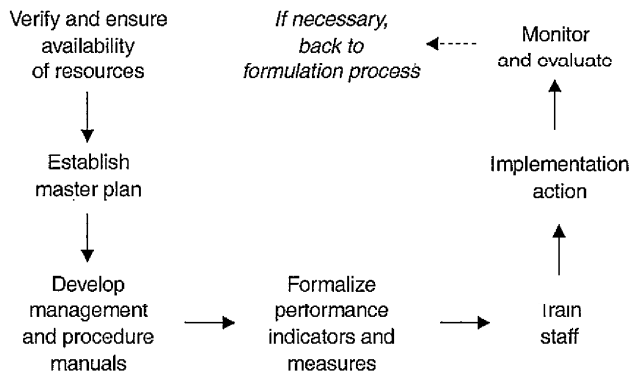 Verify and ensure
availability
of resources
If necessary,
back to
formulation process
Monitor
and evaluate
Establish
master plan
Implementation
action
Develop
management
and procedure
manuals
Formalize
performance
indicators and
measures
Train
staff